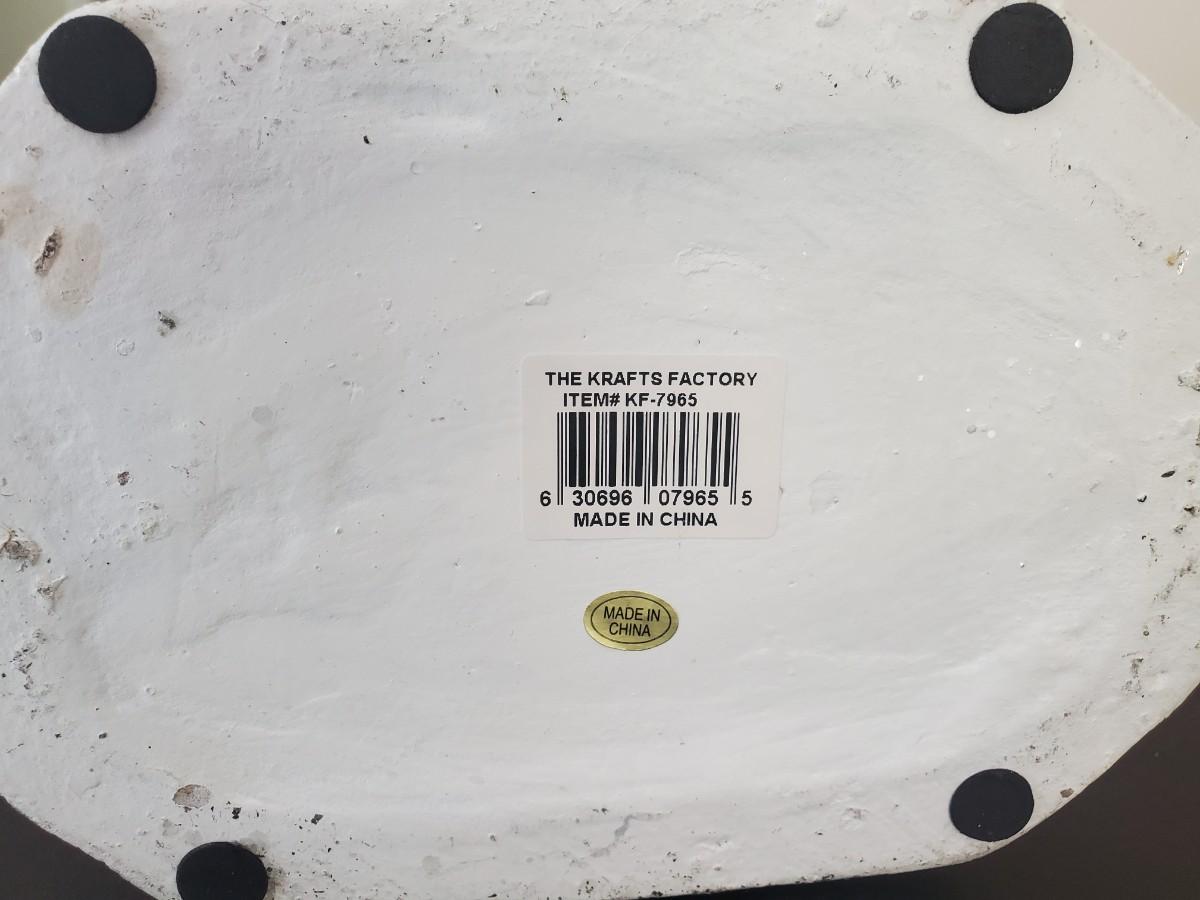 THE KRAFTS FACTORY
ITEM# KF-7965
6 30696 07965 5
MADE IN CHINA
MADE IN
CHINA